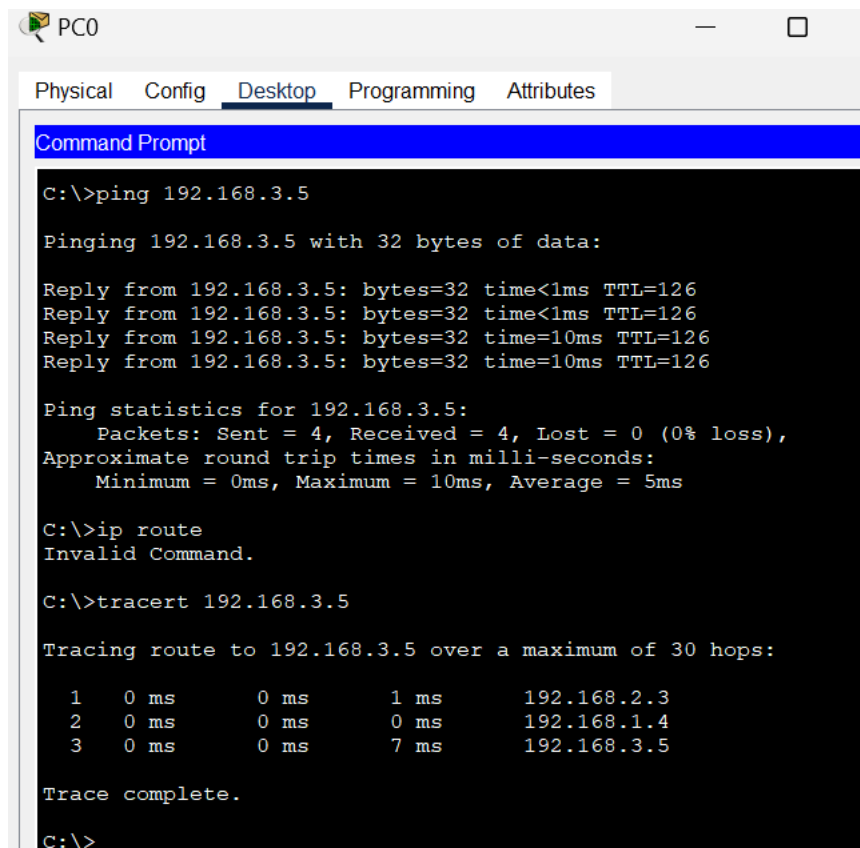 PC0
Physical Config Desktop Programming Attributes
Command Prompt
C:\>ping 192.168.3.5
Pinging 192.168.3.5 with 32 bytes of data:
Reply from 192.168.3.5: bytes=32 time<1ms TTL=126
Reply from 192.168.3.5: bytes=32 time<1ms TTL=126
Reply from 192.168.3.5: bytes=32 time=10ms TTL=126
Reply from 192.168.3.5: bytes=32 time=10ms TTL=126
Ping statistics for 192.168.3.5:
    Packets: Sent = 4, Received = 4, Lost = 0 (0% loss),
Approximate round trip times in milli-seconds:
    Minimum = 0ms, Maximum = 10ms, Average = 5ms
C:\>ip route
Invalid Command.
C:\>tracert 192.168.3.5
Tracing route to 192.168.3.5 over a maximum of 30 hops:
  1   0 ms      0 ms      1 ms      192.168.2.3
  2   0 ms      0 ms      0 ms      192.168.1.4
  3   0 ms      0 ms      7 ms      192.168.3.5
Trace complete.
C:\>